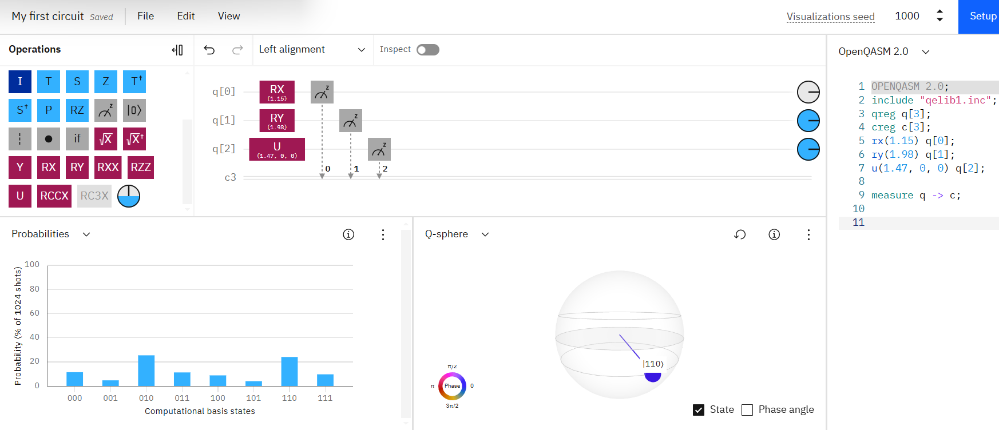 My first circuit Saved File Edit View Visualizations seed 1000 Setup
Operations Left alignment Inspect
I T S Z T†
S† P RZ z |0⟩
if √X √X†
Y RX RY RXX RZZ
U RCCX RC3X
q[0] RX (1.15) z
q[1] RY (1.98) z
q[2] U (1.47, 0, 0) z
0 1 2
c3
OpenQASM 2.0
1 OPENQASM 2.0;
2 include "qelib1.inc";
3 qreg q[3];
4 creg c[3];
5 rx(1.15) q[0];
6 ry(1.98) q[1];
7 u(1.47, 0, 0) q[2];
8
9 measure q -> c;
10
11
Probabilities
Probability (% of 1024 shots)
100
80
60
40
20
0
000 001 010 011 100 101 110 111
Computational basis states
Q-sphere
|110⟩
π/2
π Phase 0
3π/2
State Phase angle